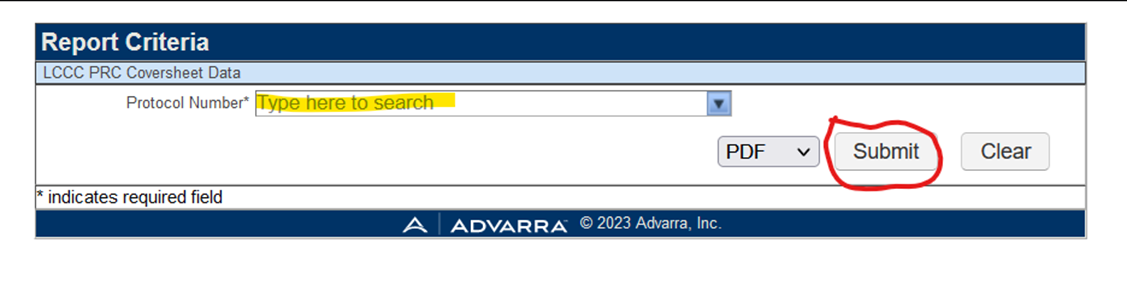 Report Criteria
LCCC PRC Coversheet Data
Protocol Number* Type here to search
PDF Submit Clear
* indicates required field
ADVARRA © 2023 Advarra, Inc.